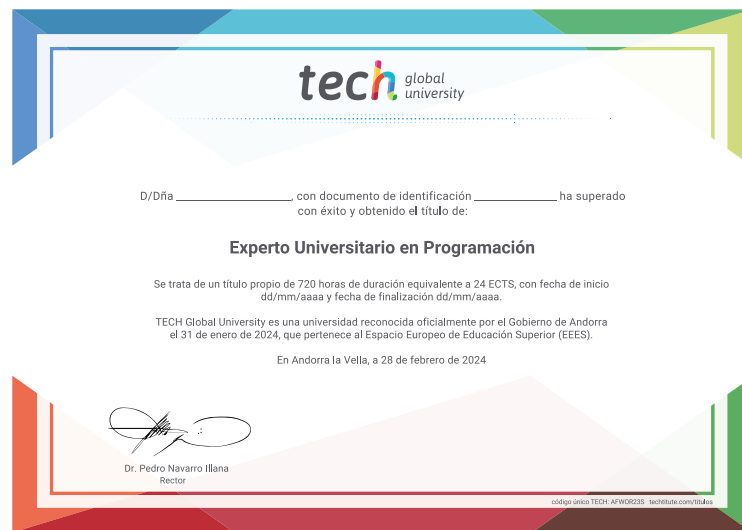 tech global university
D/Dña ____________________, con documento de identificación ______________ ha superado
con éxito y obtenido el título de:
Experto Universitario en Programación
Se trata de un título propio de 720 horas de duración equivalente a 24 ECTS, con fecha de inicio
dd/mm/aaaa y fecha de finalización dd/mm/aaaa.
TECH Global University es una universidad reconocida oficialmente por el Gobierno de Andorra
el 31 de enero de 2024, que pertenece al Espacio Europeo de Educación Superior (EEES).
En Andorra la Vella, a 28 de febrero de 2024
Dr. Pedro Navarro Illana
Rector
código único TECH: AFWOR23S techtitute.com/titulos